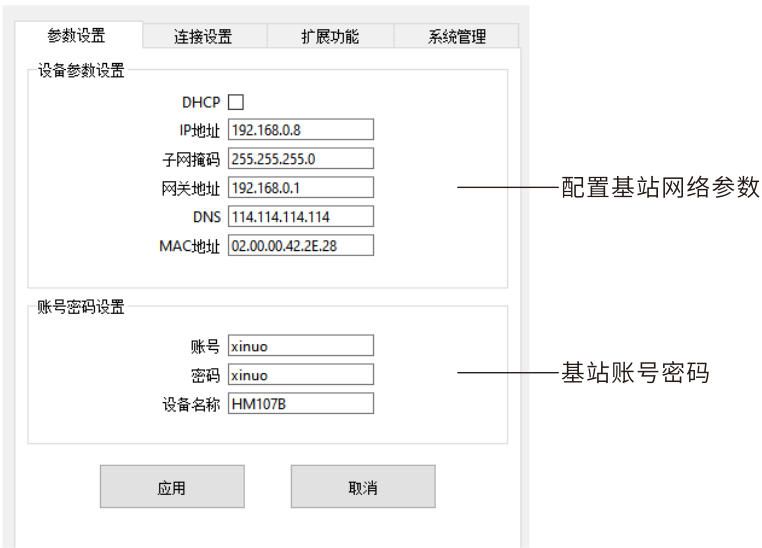 参数设置 连接设置 扩展功能 系统管理
设备参数设置
DHCP
IP地址 192.168.0.8
子网掩码 255.255.255.0
网关地址 192.168.0.1 配置基站网络参数
DNS 114.114.114.114
MAC地址 02.00.00.42.2E.28
账号密码设置
账号 xinuo
密码 xinuo 基站账号密码
设备名称 HM107B
应用 取消